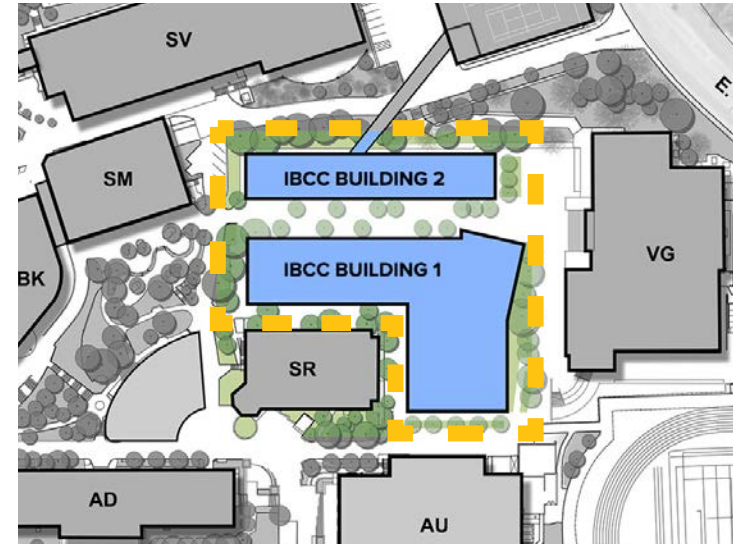 SV
E.
IBCC BUILDING 2
SM
VG
BK
IBCC BUILDING 1
SR
AD
AU